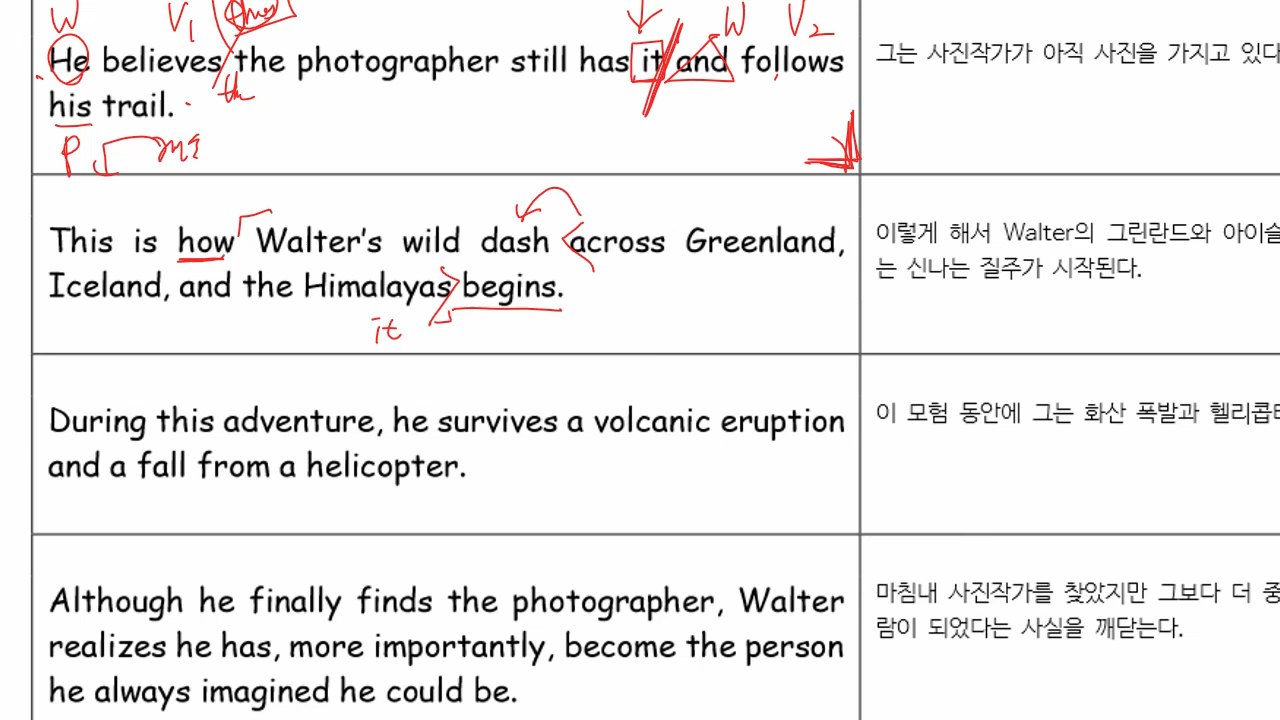 W V1 V2
He believes the photographer still has it and follows
his trail.
P
그는 사진작가가 아직 사진을 가지고 있다
This is how Walter's wild dash across Greenland,
Iceland, and the Himalayas begins.
it
이렇게 해서 Walter의 그린란드와 아이슬
는 신나는 질주가 시작된다.
During this adventure, he survives a volcanic eruption
and a fall from a helicopter.
이 모험 동안에 그는 화산 폭발과 헬리콥
Although he finally finds the photographer, Walter
realizes he has, more importantly, become the person
he always imagined he could be.
마침내 사진작가를 찾았지만 그보다 더 중
람이 되었다는 사실을 깨닫는다.